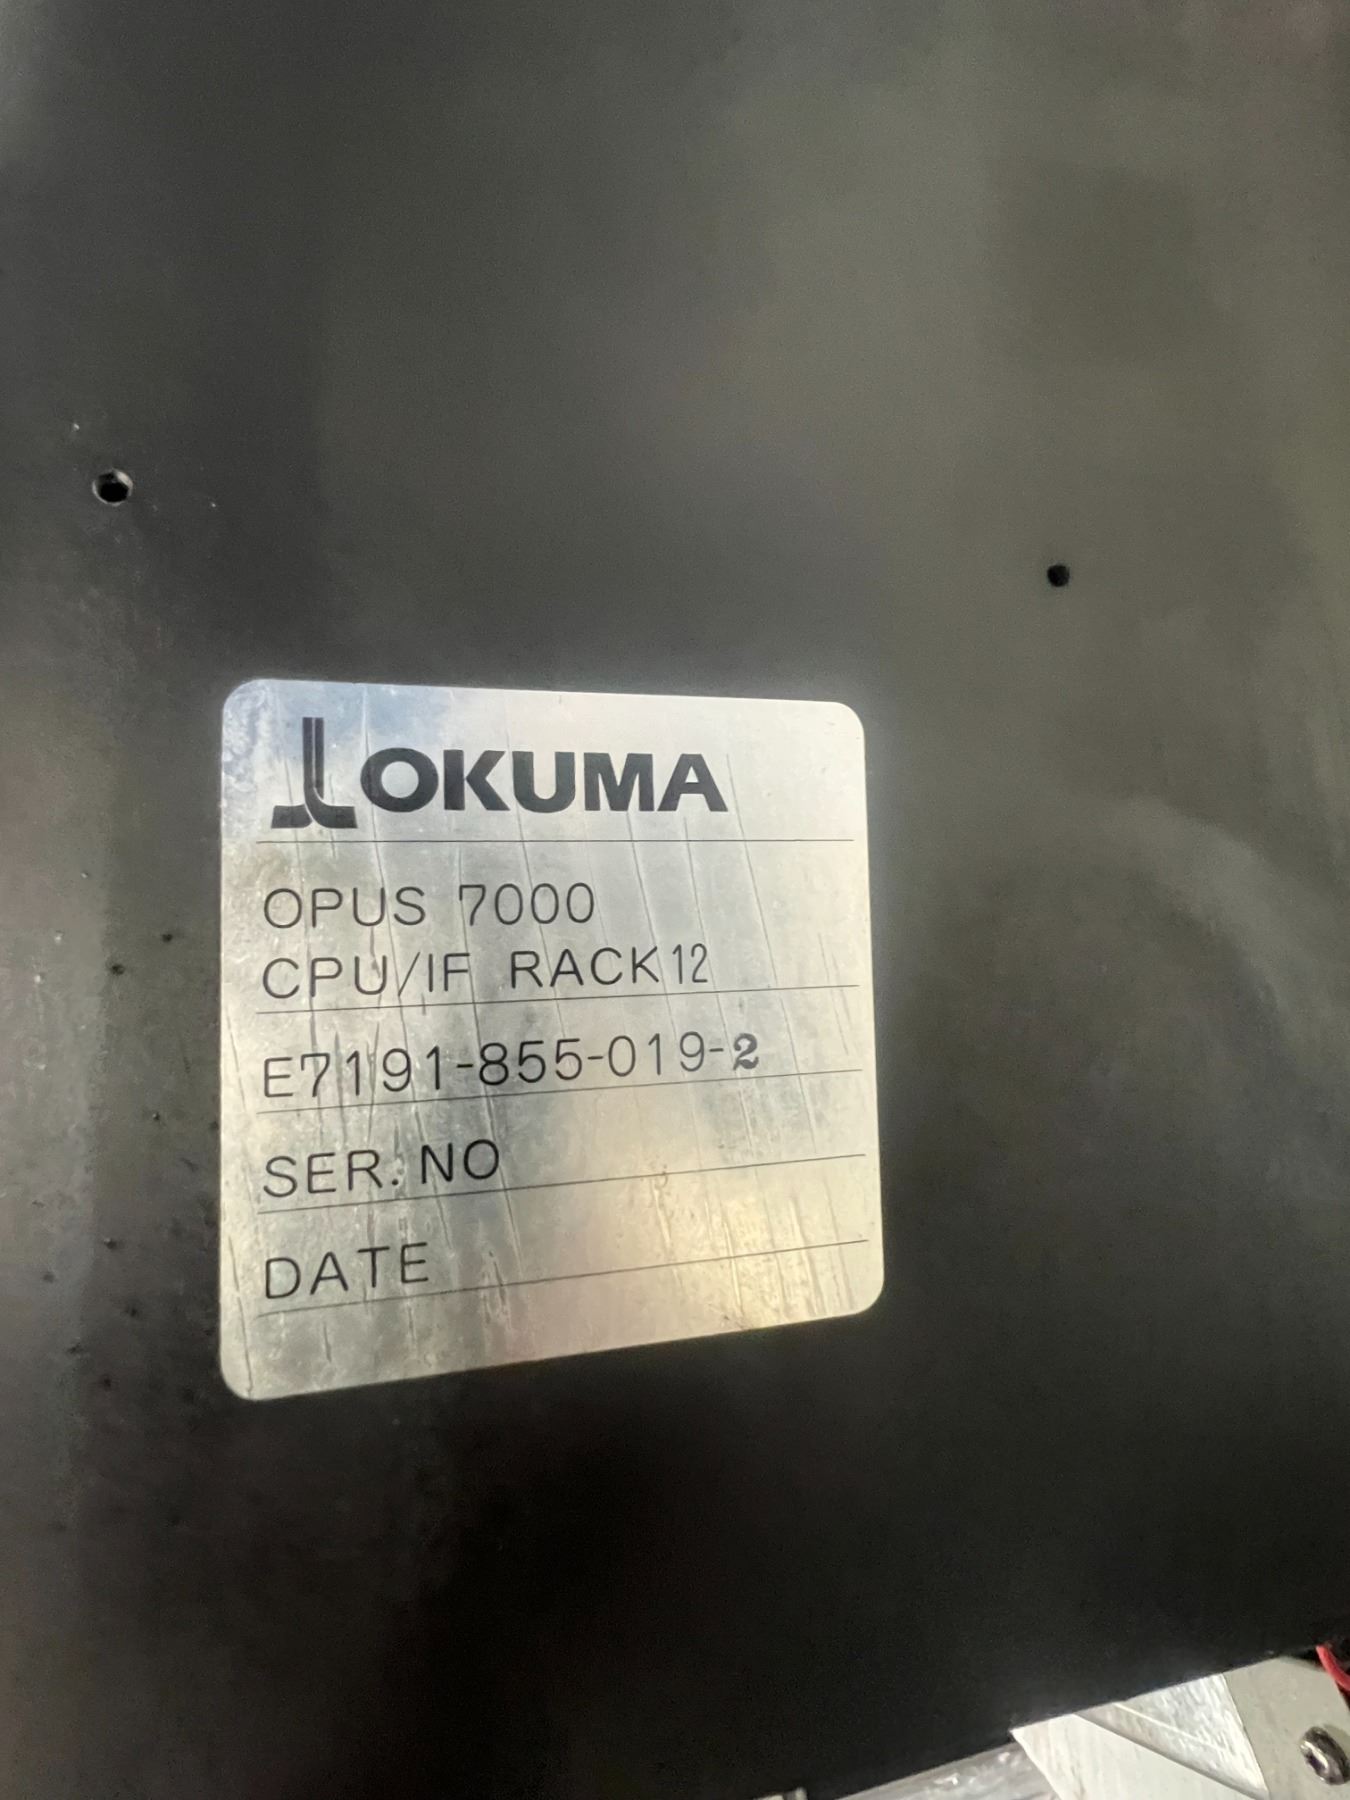 OKUMA
OPUS 7000
CPU/IF RACK12
E7191-855-019-2
SER. NO
DATE